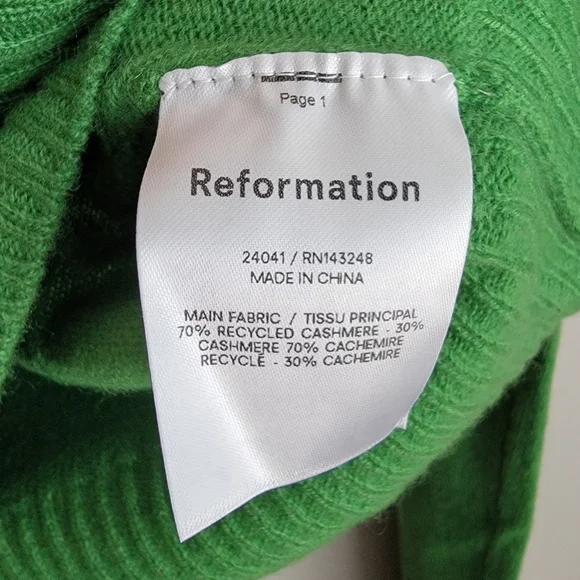 Page 1
Reformation
24041 / RN143248
MADE IN CHINA
MAIN FABRIC / TISSU PRINCIPAL
70% RECYCLED CASHMERE - 30%
CASHMERE 70% CACHEMIRE
RECYCLÉ - 30% CACHEMIRE